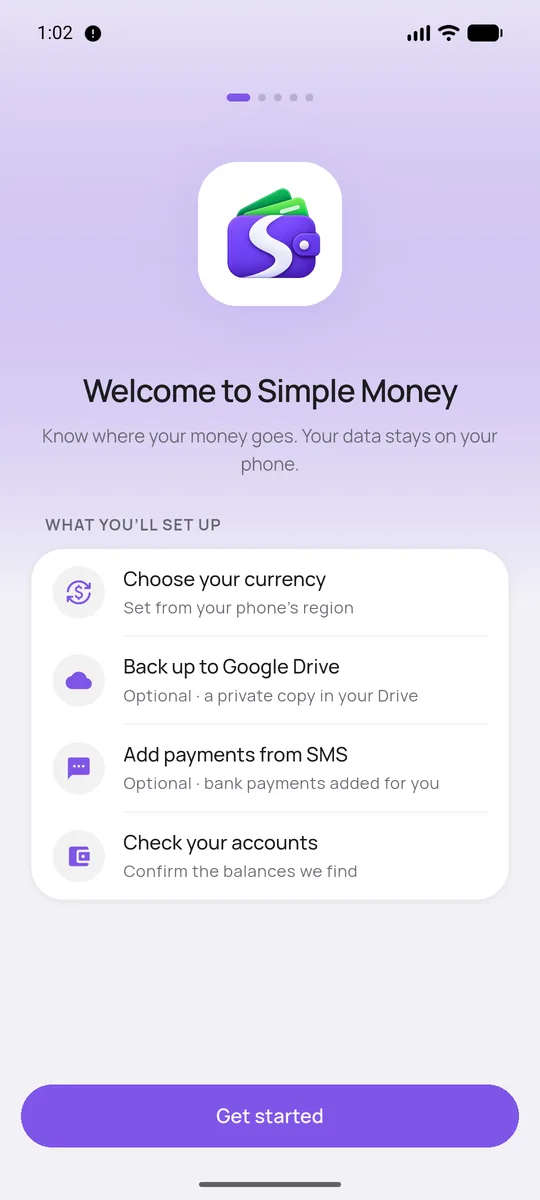 1:02
Welcome to Simple Money
Know where your money goes. Your data stays on your
phone.
WHAT YOU'LL SET UP
Choose your currency
Set from your phone's region
Back up to Google Drive
Optional · a private copy in your Drive
Add payments from SMS
Optional · bank payments added for you
Check your accounts
Confirm the balances we find
Get started